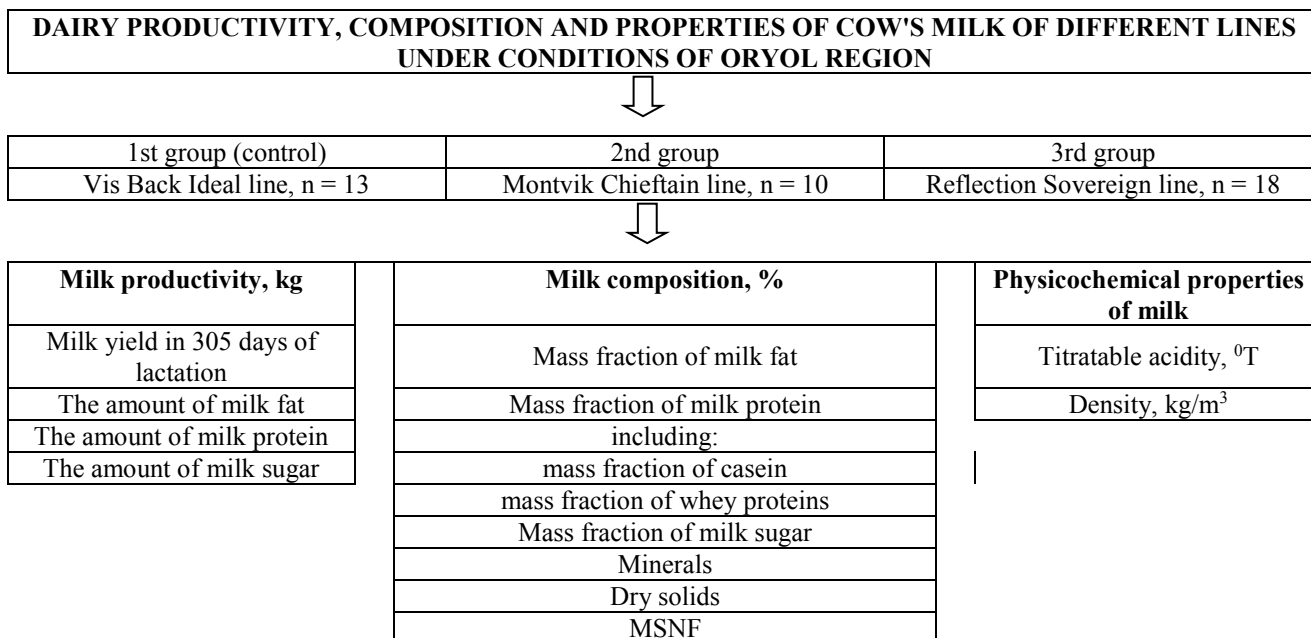 DAIRY PRODUCTIVITY, COMPOSITION AND PROPERTIES OF COW'S MILK OF DIFFERENT LINES
UNDER CONDITIONS OF ORYOL REGION
1st group (control)
2nd group
3rd group
Vis Back Ideal line, n = 13
Montvik Chieftain line, n = 10
Reflection Sovereign line, n = 18
Milk productivity, kg
Milk yield in 305 days of
lactation
The amount of milk fat
The amount of milk protein
The amount of milk sugar
Milk composition, %
Mass fraction of milk fat
Mass fraction of milk protein
including:
mass fraction of casein
mass fraction of whey proteins
Mass fraction of milk sugar
Minerals
Dry solids
MSNF
Physicochemical properties
of milk
Titratable acidity, ⁰T
Density, kg/m³